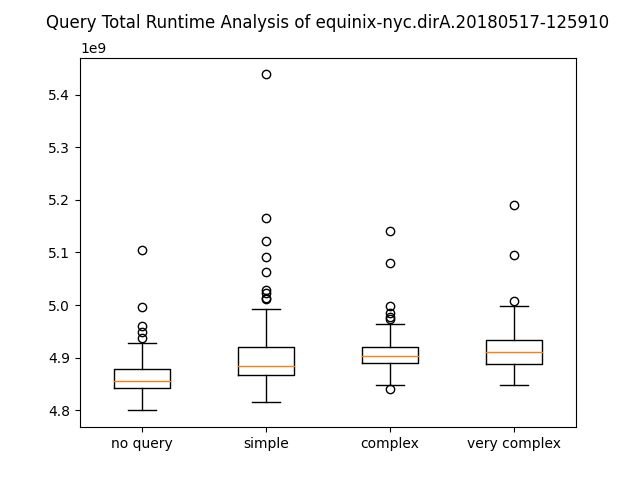 Query Total Runtime Analysis of equinix-nyc.dirA.20180517-125910
1e9
5.4
5.3
5.2
5.1
5.0
4.9
4.8
no query simple complex very complex